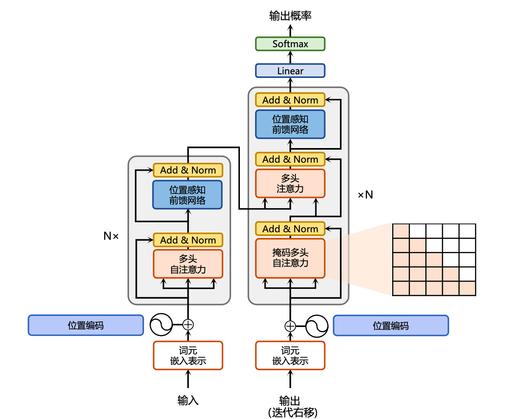 输出概率
Softmax
Linear
Add & Norm
位置感知
前馈网络
Add & Norm
多头
注意力
Add & Norm
掩码多头
自注意力
×N
Add & Norm
位置感知
前馈网络
N×
Add & Norm
多头
自注意力
位置编码
位置编码
词元
嵌入表示
词元
嵌入表示
输入
输出
(迭代右移)